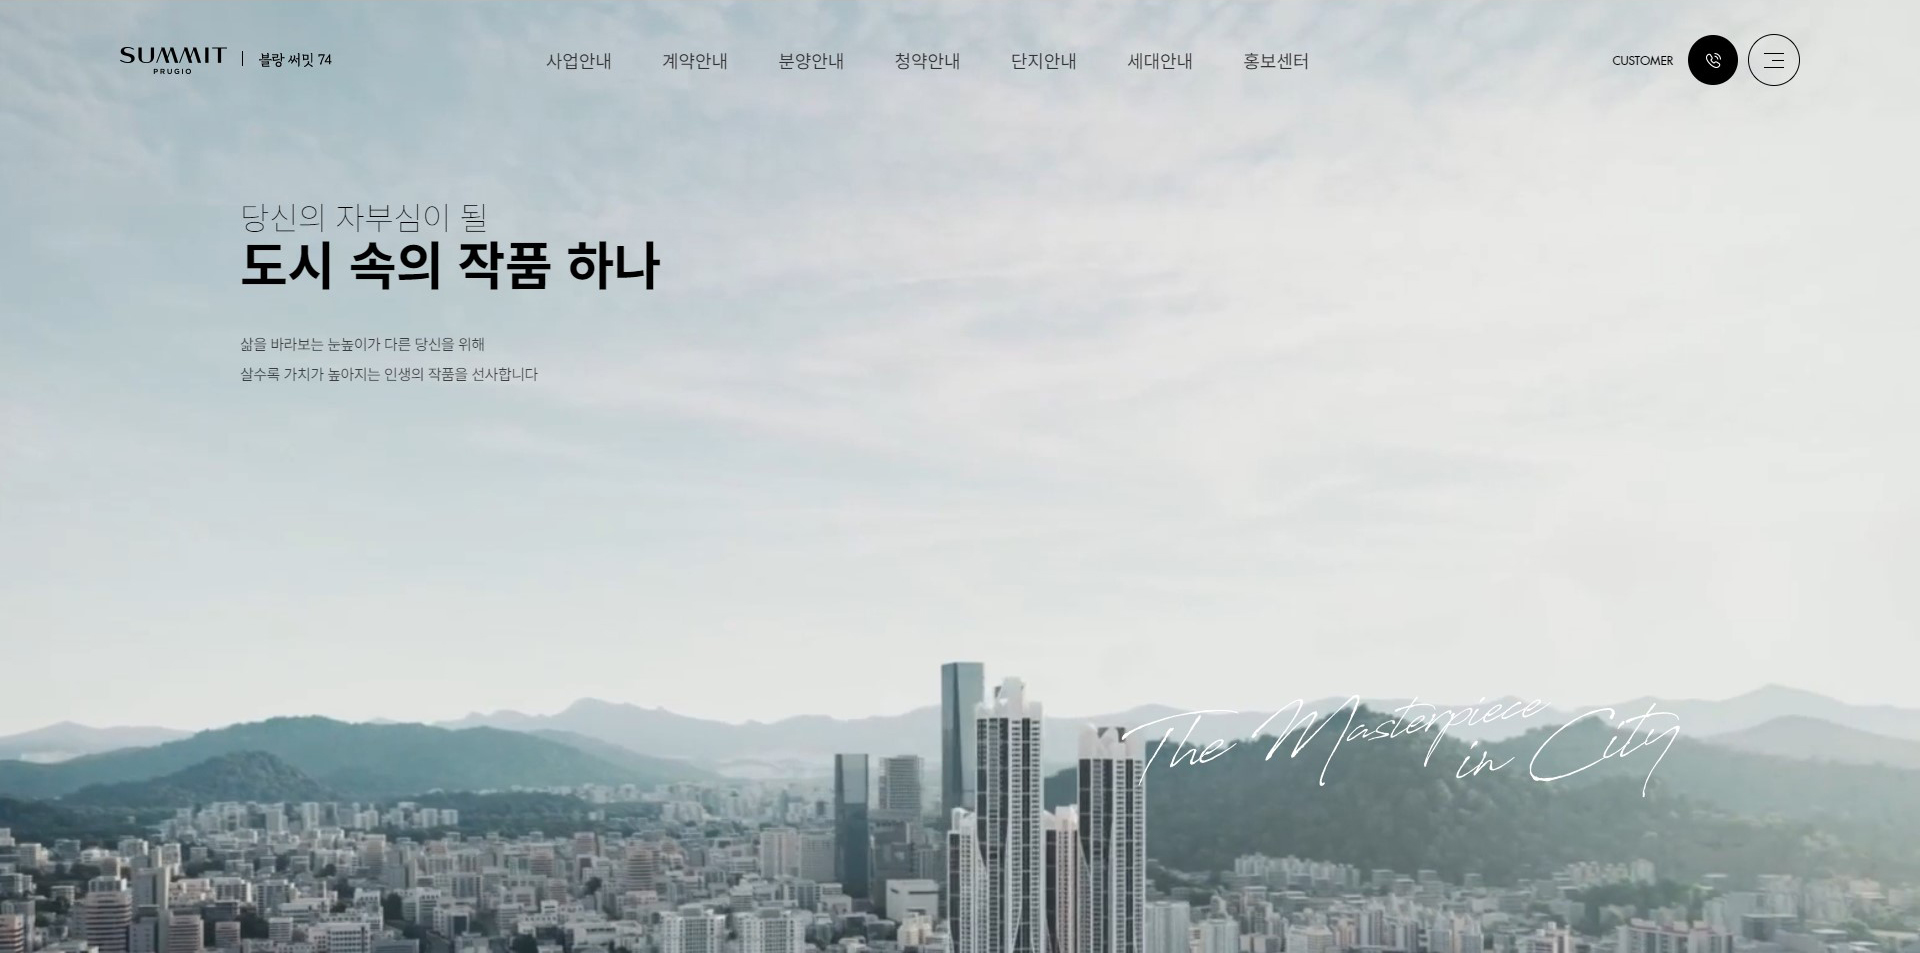 SUMMIT
PRUGIO
블랑 써밋 74
사업안내 계약안내 분양안내 청약안내 단지안내 세대안내 홍보센터
CUSTOMER
당신의 자부심이 될
도시 속의 작품 하나
삶을 바라보는 눈높이가 다른 당신을 위해
살수록 가치가 높아지는 인생의 작품을 선사합니다
The Masterpiece
in City